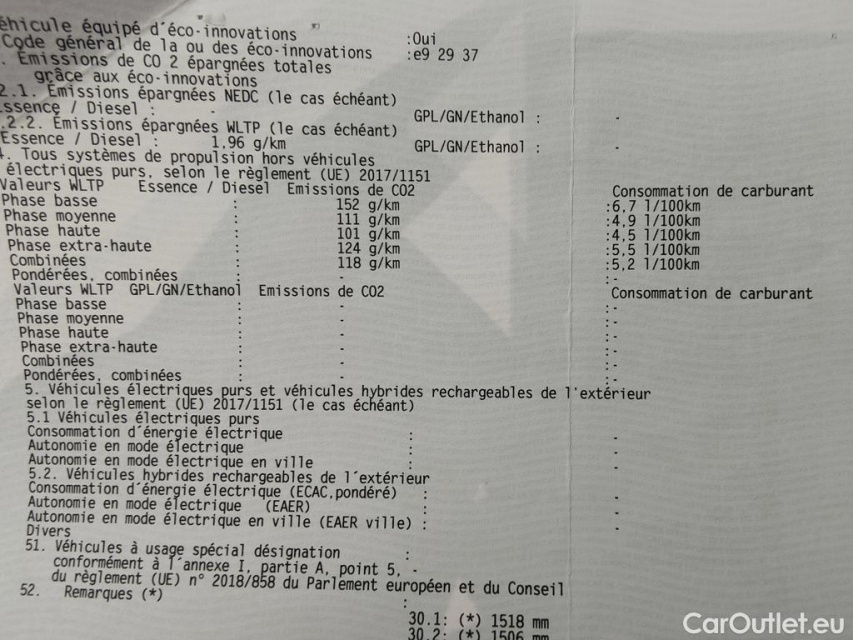 éhicule équipé d'éco-innovations :Oui
Code général de la ou des éco-innovations :e9 29 37
. Emissions de CO 2 épargnées totales
grâce aux éco-innovations
2.1. Émissions épargnées NEDC (le cas échéant)
ssence / Diesel : - GPL/GN/Ethanol : -
.2.2. Émissions épargnées WLTP (le cas échéant)
Essence / Diesel : 1,96 g/km GPL/GN/Ethanol : -
4. Tous systèmes de propulsion hors véhicules
électriques purs, selon le règlement (UE) 2017/1151
Valeurs WLTP Essence / Diesel Emissions de CO2 Consommation de carburant
Phase basse : 152 g/km :6,7 l/100km
Phase moyenne : 111 g/km :4,9 l/100km
Phase haute : 101 g/km :4,5 l/100km
Phase extra-haute : 124 g/km :5,5 l/100km
Combinées : 118 g/km :5,2 l/100km
Pondérées, combinées : - :-
Valeurs WLTP GPL/GN/Ethanol Emissions de CO2 Consommation de carburant
Phase basse : - :-
Phase moyenne : - :-
Phase haute : - :-
Phase extra-haute : - :-
Combinées : - :-
Pondérées, combinées : - :-
5. Véhicules électriques purs et véhicules hybrides rechargeables de l'extérieur
selon le règlement (UE) 2017/1151 (le cas échéant)
5.1 Véhicules électriques purs
Consommation d'énergie électrique : -
Autonomie en mode électrique : -
Autonomie en mode électrique en ville : -
5.2. Véhicules hybrides rechargeables de l'extérieur
Consommation d'énergie électrique (ECAC,pondéré) : -
Autonomie en mode électrique (EAER) : -
Autonomie en mode électrique en ville (EAER ville) : -
Divers
51. Véhicules à usage spécial désignation :
conformément à l'annexe I, partie A, point 5, -
du règlement (UE) n° 2018/858 du Parlement européen et du Conseil
52. Remarques (*) :
30.1: (*) 1518 mm
30.2: (*) 1506 mm
CarOutlet.eu